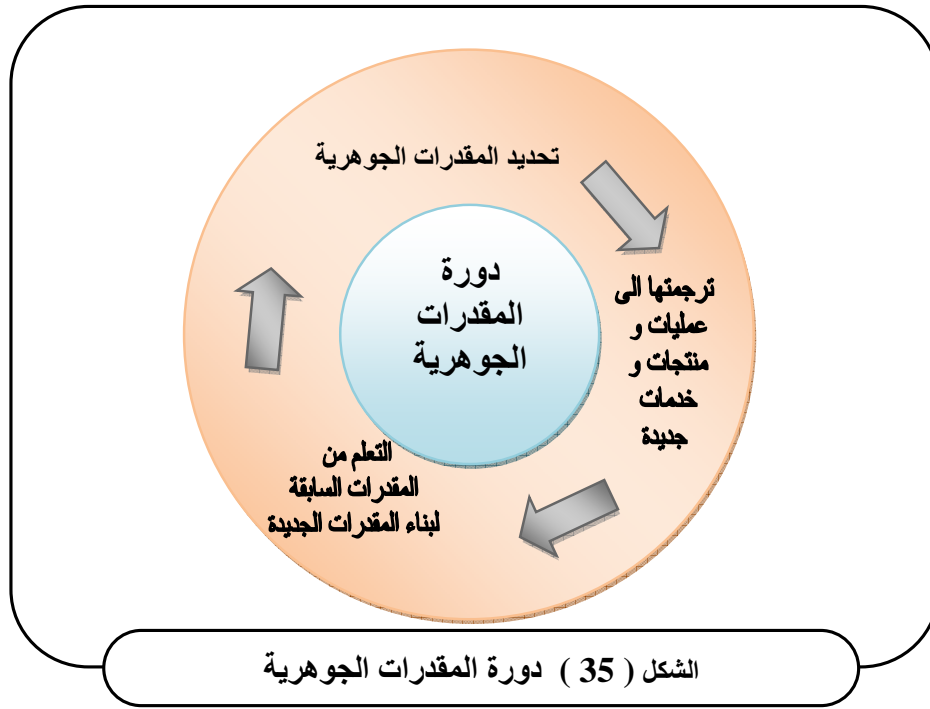 تحديد المقدرات الجوهرية
دورة
المقدرات
الجوهرية
ترجمتها الى
عمليات و
منتجات و
خدمات
جديدة
التعلم من
المقدرات السابقة
لبناء المقدرات الجديدة
الشكل ( 35 ) دورة المقدرات الجوهرية